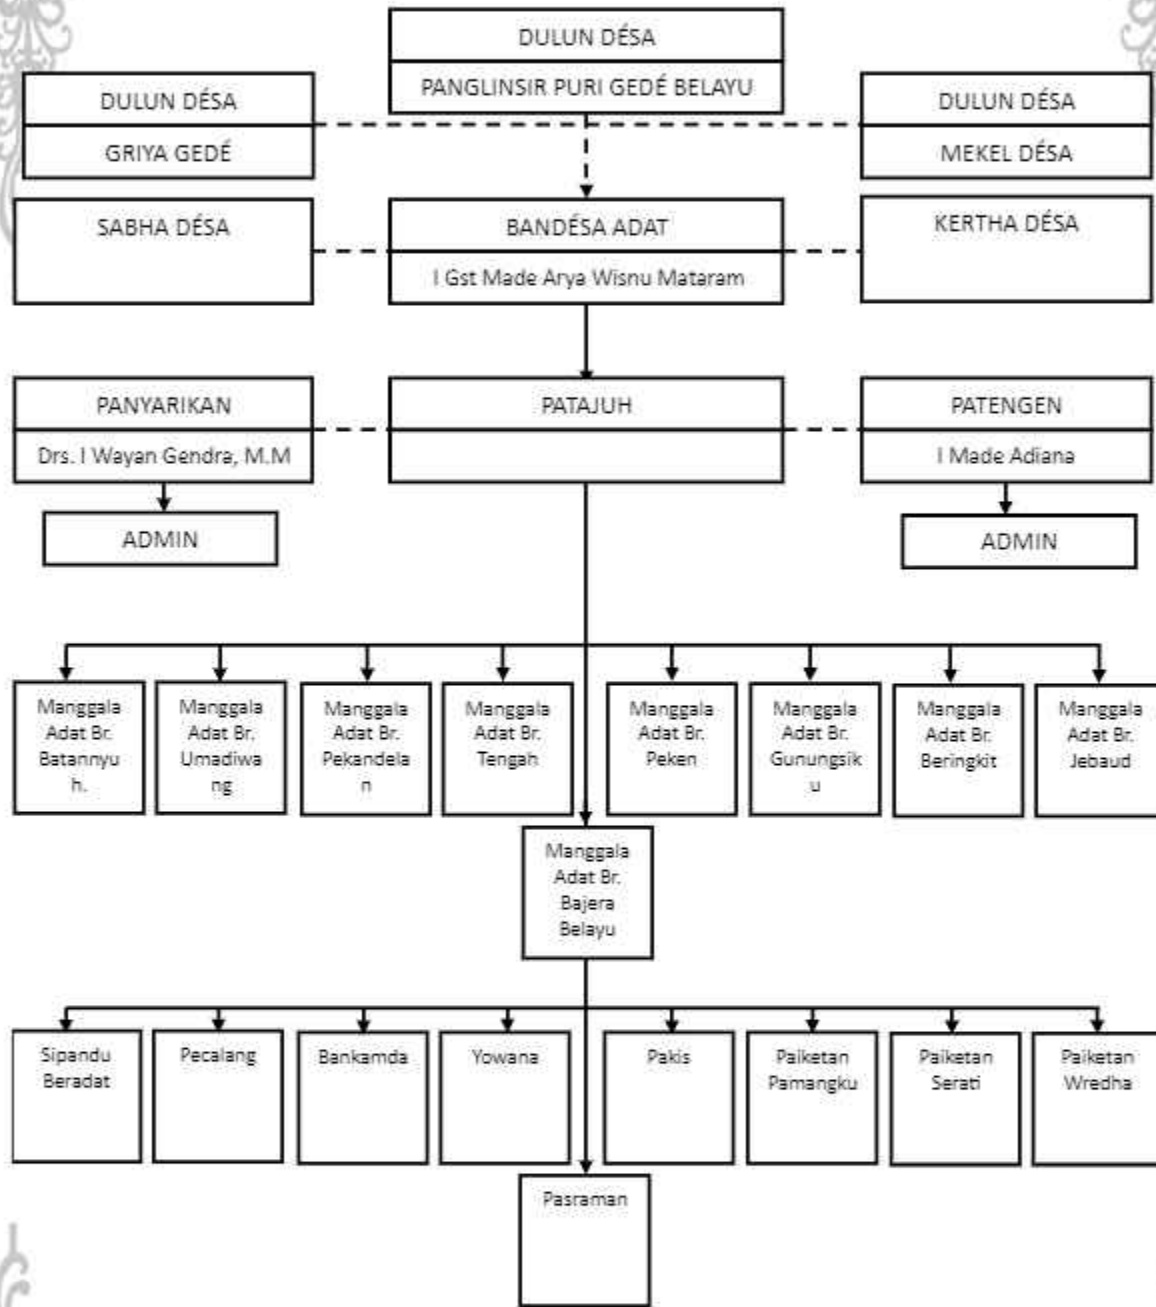 DULUN DÉSA
PANGLINSIR PURI GEDÉ BELAYU
DULUN DÉSA
GRIYA GEDÉ
DULUN DÉSA
MEKEL DÉSA
SABHA DÉSA
BANDÉSA ADAT
I Gst Made Arya Wisnu Mataram
KERTHA DÉSA
PANYARIKAN
Drs. I Wayan Gendra, M.M
PATAJUH
PATENGEN
I Made Adiana
ADMIN
ADMIN
Manggala
Adat Br.
Batannyu
h.
Manggala
Adat Br.
Umadiwa
ng
Manggala
Adat Br.
Pekandela
n
Manggala
Adat Br.
Tengah
Manggala
Adat Br.
Peken
Manggala
Adat Br.
Gunungsik
u
Manggala
Adat Br.
Beringkit
Manggala
Adat Br.
Jebaud
Manggala
Adat Br.
Bajera
Belayu
Sipandu
Beradat
Pecalang
Bankamda
Yowana
Pakis
Paiketan
Pamangku
Paiketan
Serati
Paiketan
Wredha
Pasraman